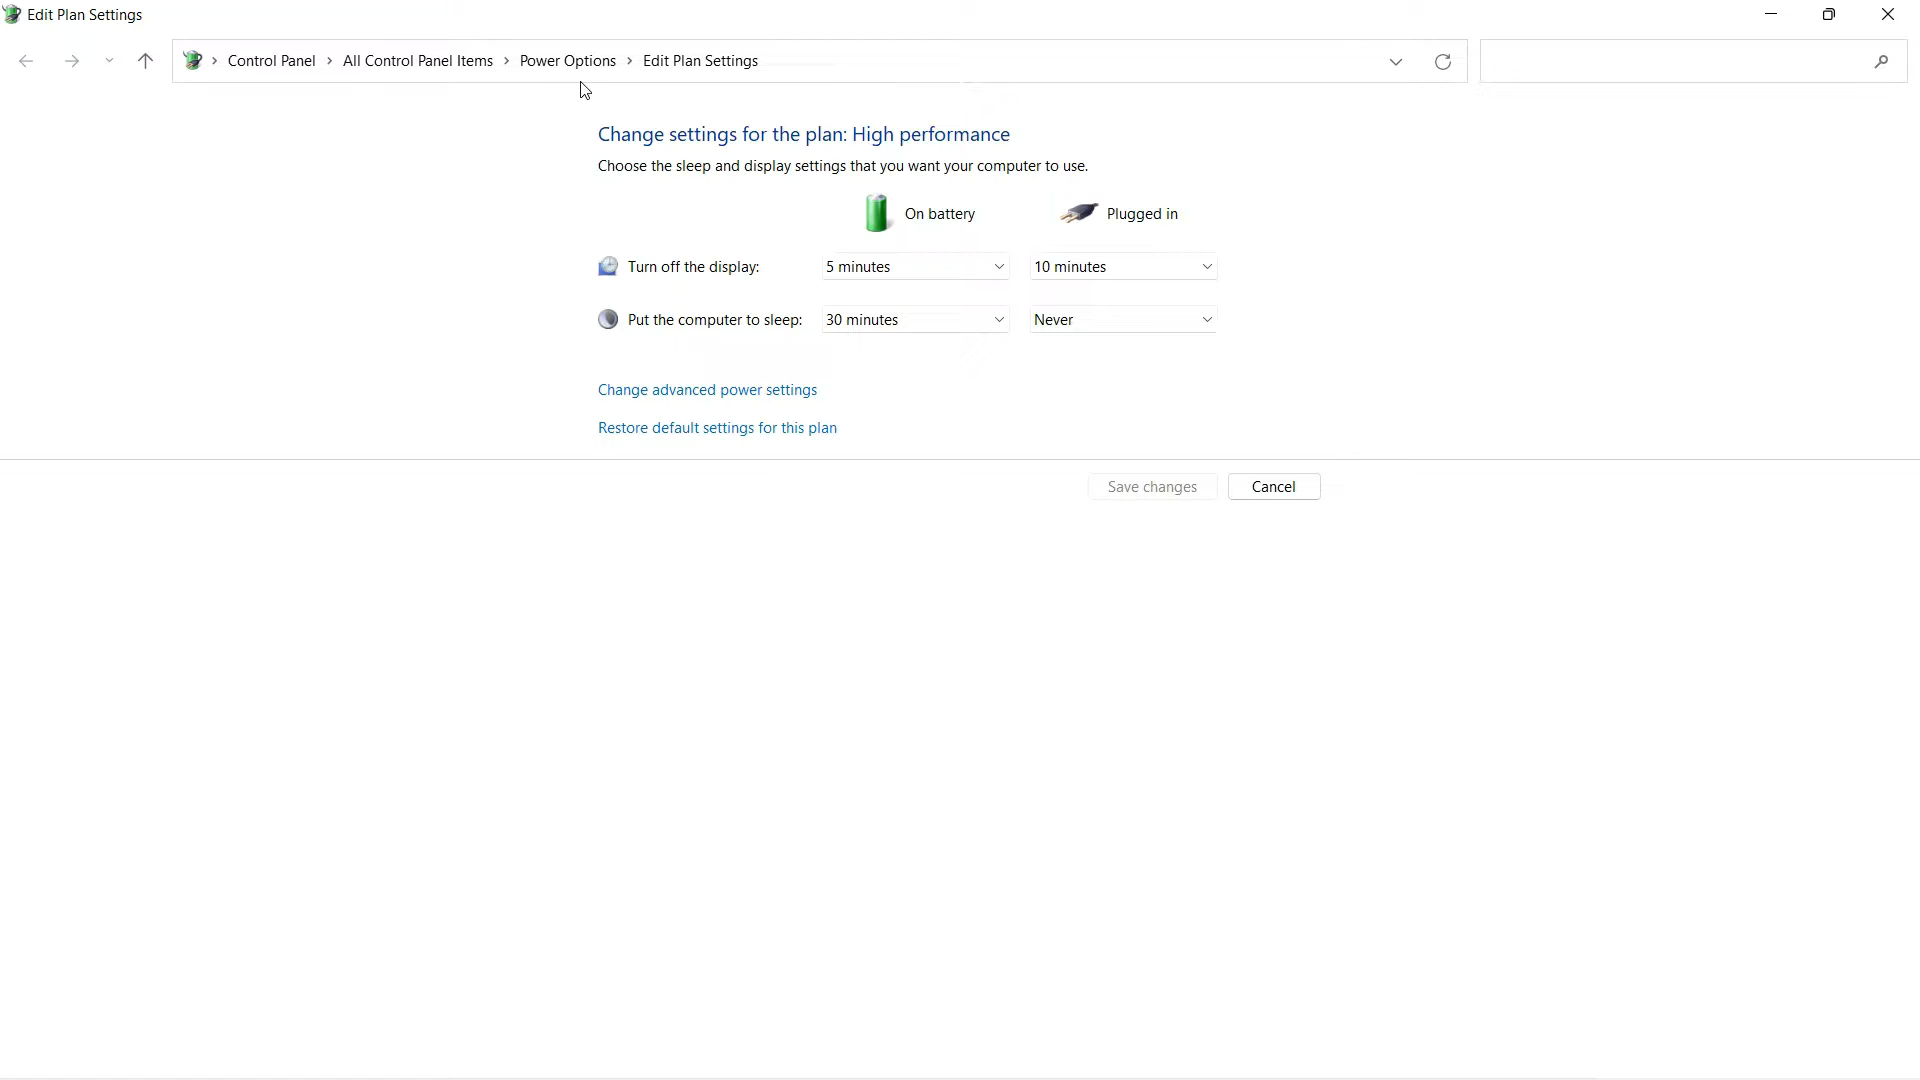 Edit Plan Settings
Control Panel > All Control Panel Items > Power Options > Edit Plan Settings
Change settings for the plan: High performance
Choose the sleep and display settings that you want your computer to use.
On battery Plugged in
Turn off the display: 5 minutes 10 minutes
Put the computer to sleep: 30 minutes Never
Change advanced power settings
Restore default settings for this plan
Save changes Cancel